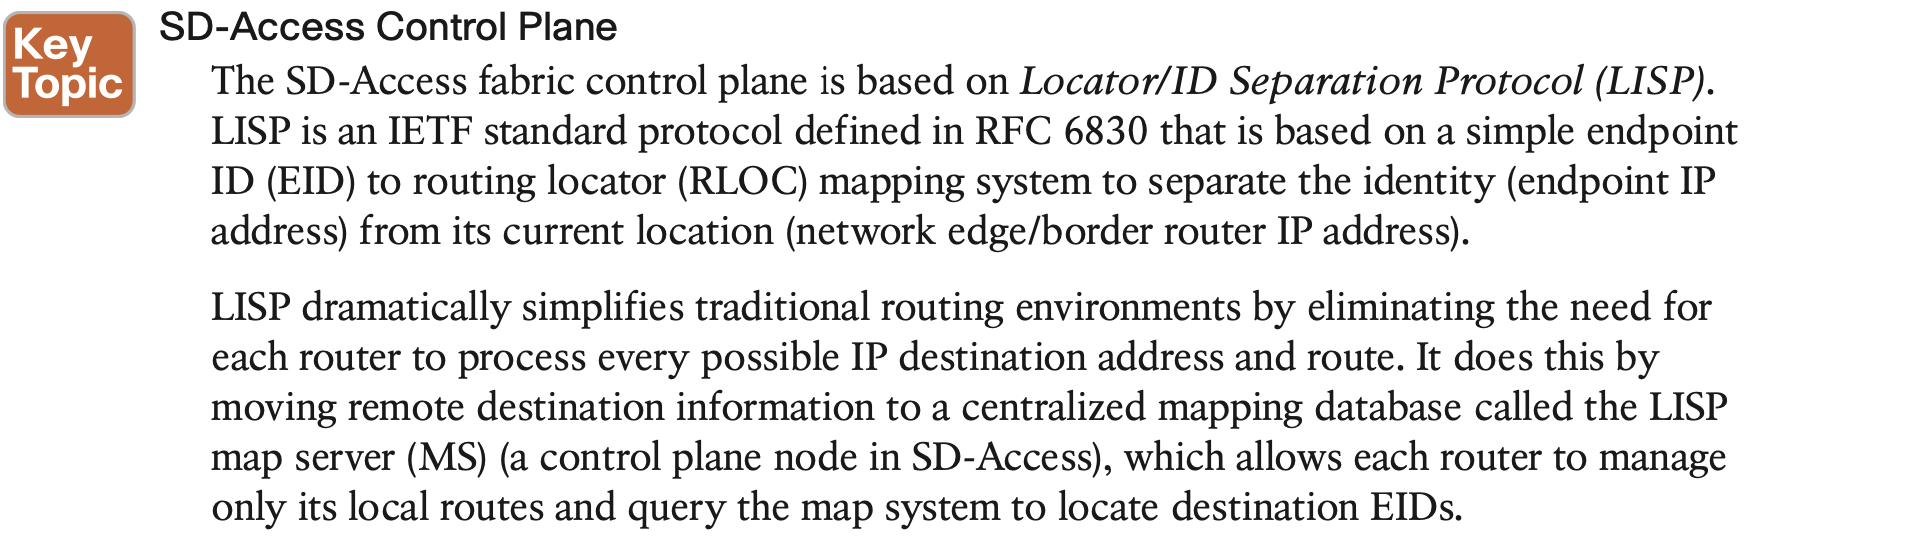 Key
Topic
SD-Access Control Plane
The SD-Access fabric control plane is based on Locator/ID Separation Protocol (LISP).
LISP is an IETF standard protocol defined in RFC 6830 that is based on a simple endpoint
ID (EID) to routing locator (RLOC) mapping system to separate the identity (endpoint IP
address) from its current location (network edge/border router IP address).
LISP dramatically simplifies traditional routing environments by eliminating the need for
each router to process every possible IP destination address and route. It does this by
moving remote destination information to a centralized mapping database called the LISP
map server (MS) (a control plane node in SD-Access), which allows each router to manage
only its local routes and query the map system to locate destination EIDs.